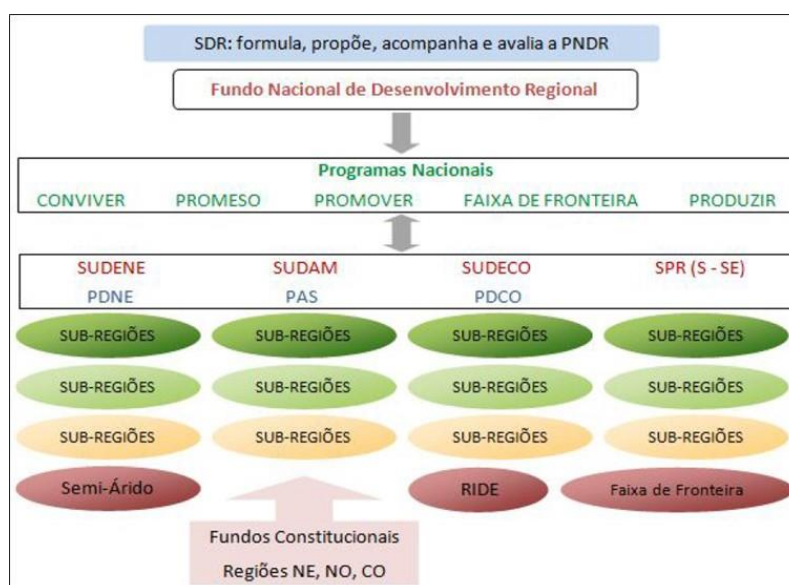 SDR: formula, propõe, acompanha e avalia a PNDR
Fundo Nacional de Desenvolvimento Regional
Programas Nacionais
CONVIVER PROMESO PROMOVER FAIXA DE FRONTEIRA PRODUZIR
SUDENE SUDAM SUDECO SPR (S - SE)
PDNE PAS PDCO
SUB-REGIÕES SUB-REGIÕES SUB-REGIÕES SUB-REGIÕES
SUB-REGIÕES SUB-REGIÕES SUB-REGIÕES SUB-REGIÕES
SUB-REGIÕES SUB-REGIÕES SUB-REGIÕES SUB-REGIÕES
Semi-Árido RIDE Faixa de Fronteira
Fundos Constitucionais
Regiões NE, NO, CO